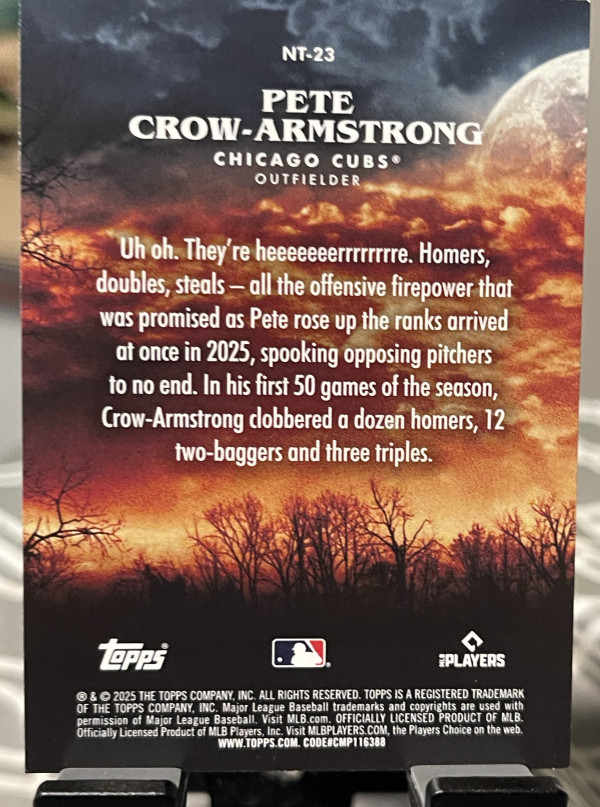 NT-23
PETE
CROW-ARMSTRONG
CHICAGO CUBS®
OUTFIELDER
Uh oh. They're heeeeeeerrrrrrrre. Homers,
doubles, steals – all the offensive firepower that
was promised as Pete rose up the ranks arrived
at once in 2025, spooking opposing pitchers
to no end. In his first 50 games of the season,
Crow-Armstrong clobbered a dozen homers, 12
two-baggers and three triples.
topps®
MLB PLAYERS
® & © 2025 THE TOPPS COMPANY, INC. ALL RIGHTS RESERVED. TOPPS IS A REGISTERED TRADEMARK
OF THE TOPPS COMPANY, INC. Major League Baseball trademarks and copyrights are used with
permission of Major League Baseball. Visit MLB.com. OFFICIALLY LICENSED PRODUCT OF MLB.
Officially Licensed Product of MLB Players, Inc. Visit MLBPLAYERS.COM, the Players Choice on the web.
WWW.TOPPS.COM. CODE#CMP116388